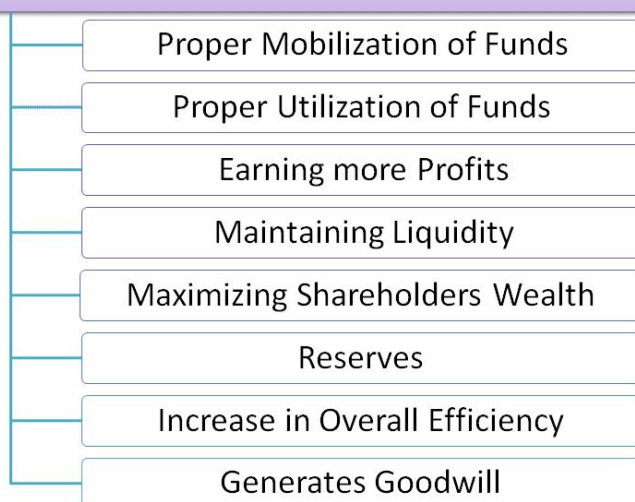 Proper Mobilization of Funds
Proper Utilization of Funds
Earning more Profits
Maintaining Liquidity
Maximizing Shareholders Wealth
Reserves
Increase in Overall Efficiency
Generates Goodwill